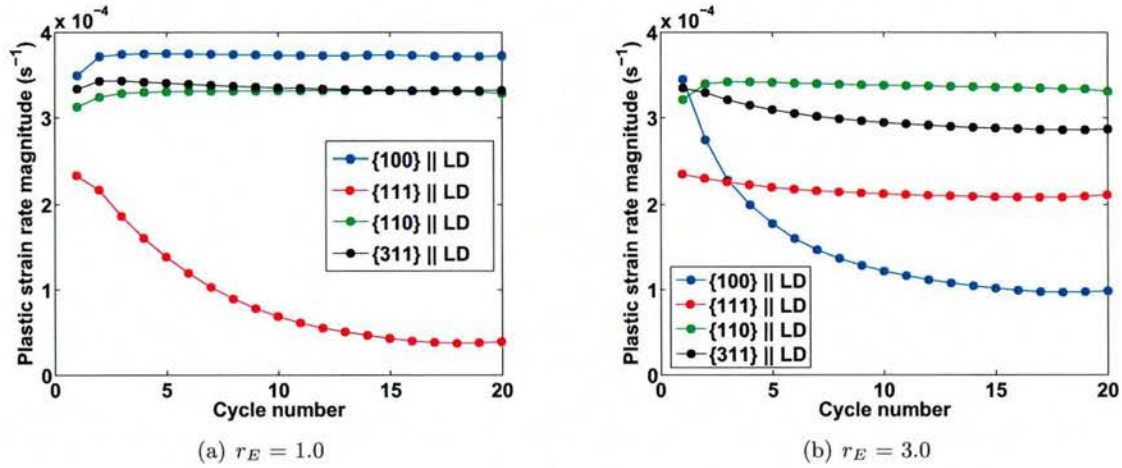 × 10⁻⁴
4
3
2
1
0
0
5
10
15
20
Plastic strain rate magnitude (s⁻¹)
Cycle number
{100} || LD
{111} || LD
{110} || LD
{311} || LD
(a) r_E = 1.0
× 10⁻⁴
4
3
2
1
0
0
5
10
15
20
Plastic strain rate magnitude (s⁻¹)
Cycle number
{100} || LD
{111} || LD
{110} || LD
{311} || LD
(b) r_E = 3.0